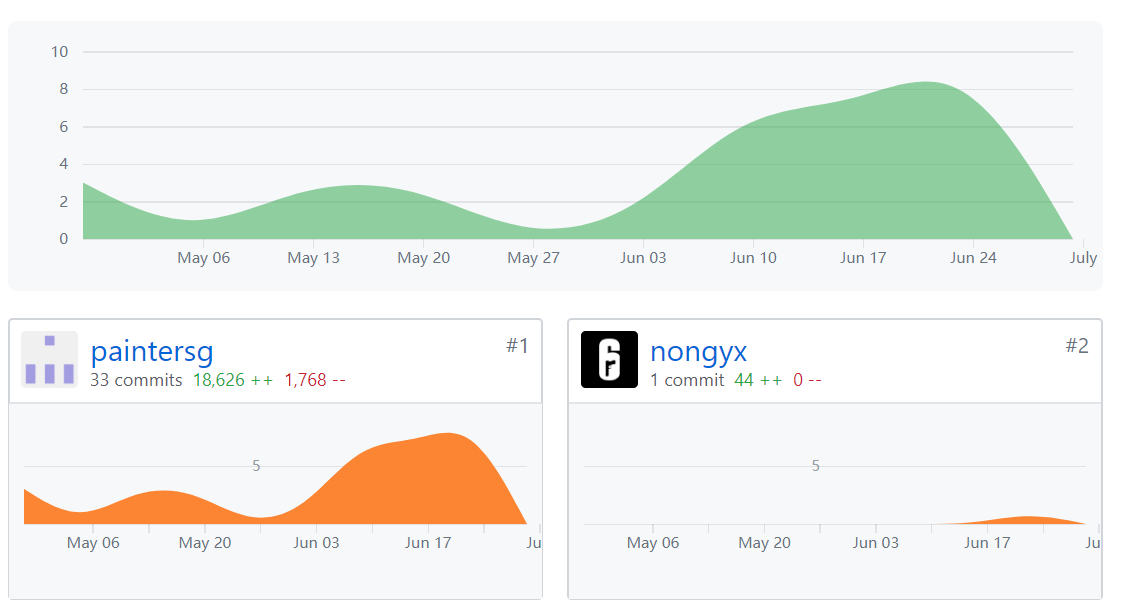 10
8
6
4
2
0
May 06 May 13 May 20 May 27 Jun 03 Jun 10 Jun 17 Jun 24 July
paintersg #1
33 commits 18,626 ++ 1,768 --
5
May 06 May 20 Jun 03 Jun 17 Ju
nongyx #2
1 commit 44 ++ 0 --
5
May 06 May 20 Jun 03 Jun 17 Ju